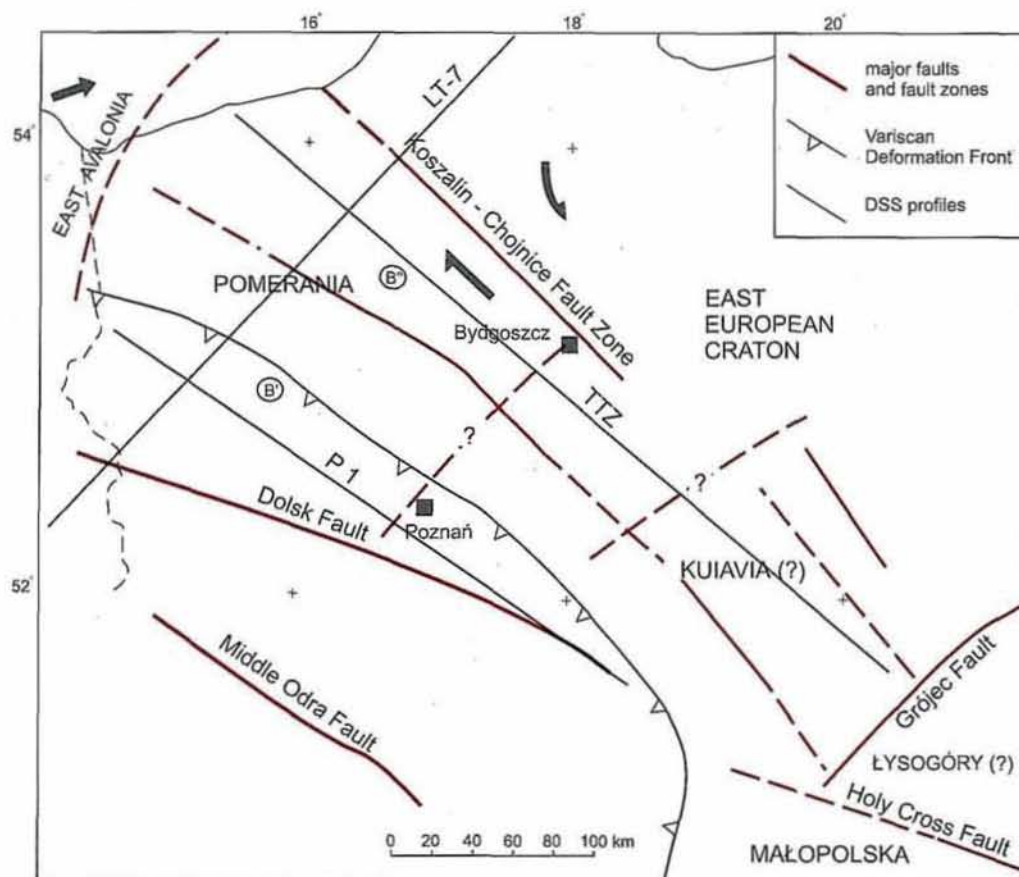 16°
18°
20°
54°
52°
major faults
and fault zones
Variscan
Deformation Front
DSS profiles
EAST AVALONIA
LT-7
Koszalin - Chojnice Fault Zone
POMERANIA
B"
Bydgoszcz
EAST
EUROPEAN
CRATON
B'
TTZ
?
?
P 1
Dolsk Fault
Poznań
KUIAVIA (?)
Middle Odra Fault
Grójec Fault
ŁYSOGÓRY (?)
Holy Cross Fault
MAŁOPOLSKA
0 20 40 60 80 100 km